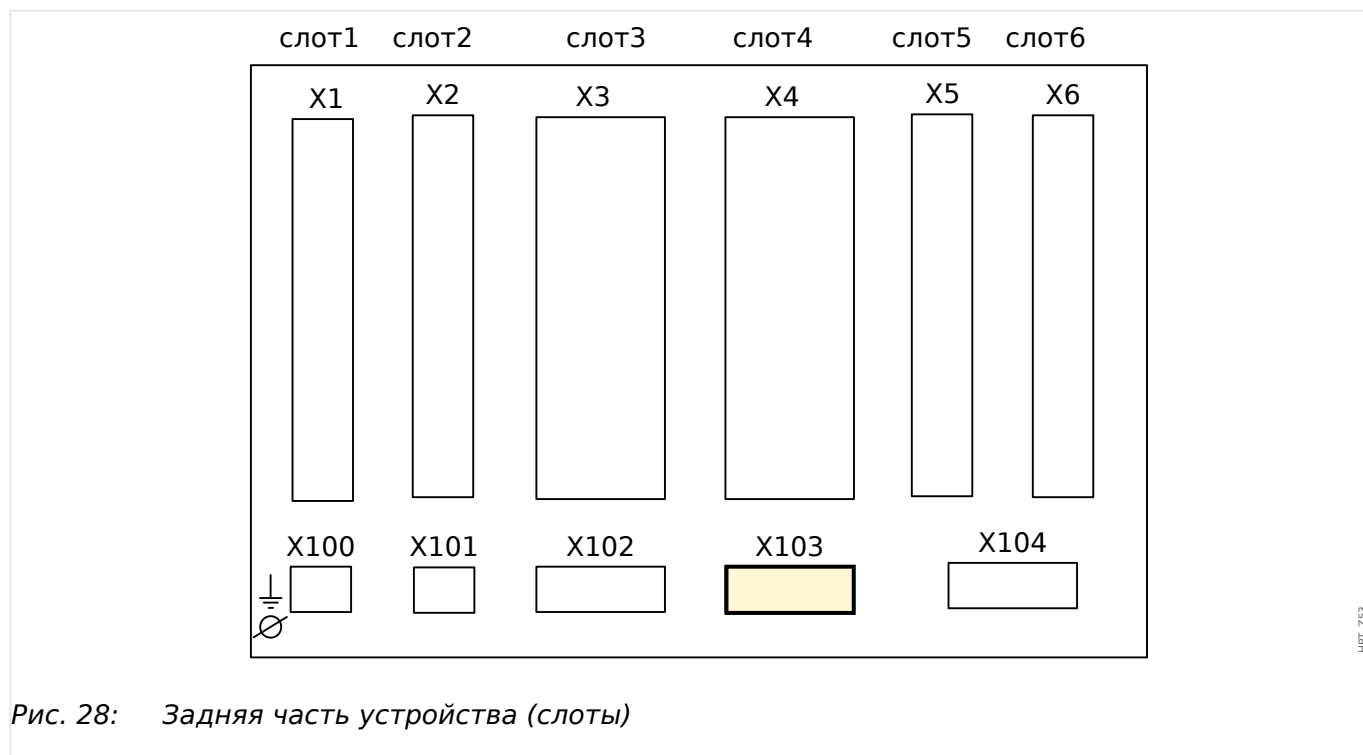 слот1 слот2 слот3 слот4 слот5 слот6
X1 X2 X3 X4 X5 X6
X100 X101 X102 X103 X104
Рис. 28: Задняя часть устройства (слоты)